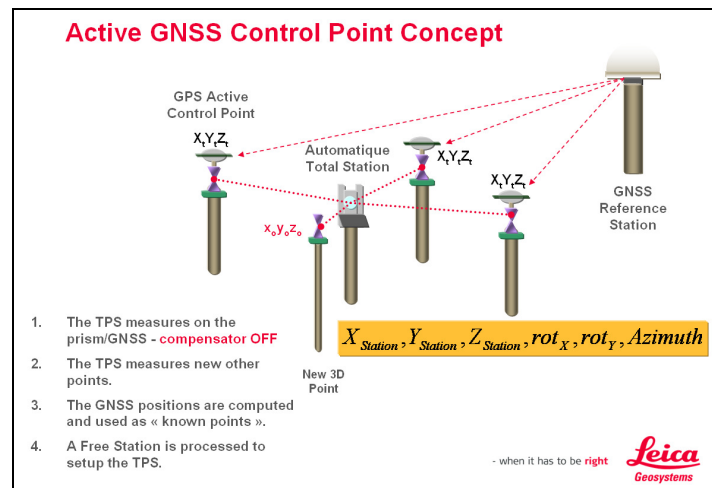 Active GNSS Control Point Concept
GPS Active
Control Point
XtYtZt
Automatique
Total Station
XtYtZt
XtYtZt
GNSS
Reference
Station
xoyozo
1. The TPS measures on the
prism/GNSS - compensator OFF
2. The TPS measures new other
points.
3. The GNSS positions are computed
and used as « known points ».
4. A Free Station is processed to
setup the TPS.
XStation, YStation, ZStation, rotX, rotY, Azimuth
New 3D
Point
- when it has to be right
Leica
Geosystems